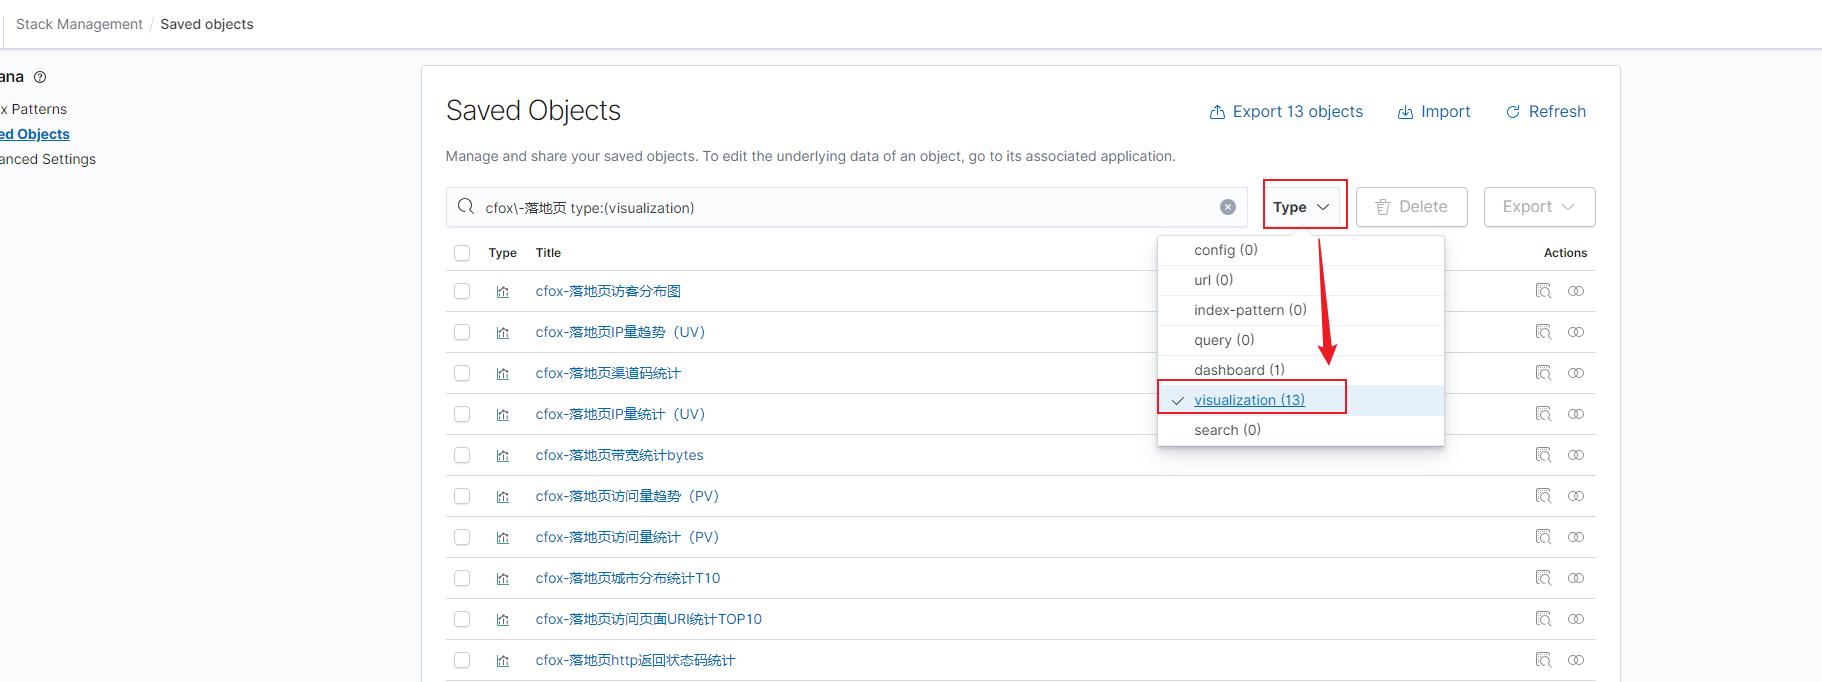 Stack Management / Saved objects
ana
x Patterns
ed Objects
anced Settings
Saved Objects
Export 13 objects
Import
Refresh
Manage and share your saved objects. To edit the underlying data of an object, go to its associated application.
cfox\-落地页 type:(visualization)
Type
Delete
Export
Type
Title
Actions
config (0)
url (0)
index-pattern (0)
query (0)
dashboard (1)
visualization (13)
search (0)
cfox-落地页访客分布图
cfox-落地页IP量趋势（UV）
cfox-落地页渠道码统计
cfox-落地页IP量统计（UV）
cfox-落地页带宽统计bytes
cfox-落地页访问量趋势（PV）
cfox-落地页访问量统计（PV）
cfox-落地页城市分布统计T10
cfox-落地页访问页面URI统计TOP10
cfox-落地页http返回状态码统计